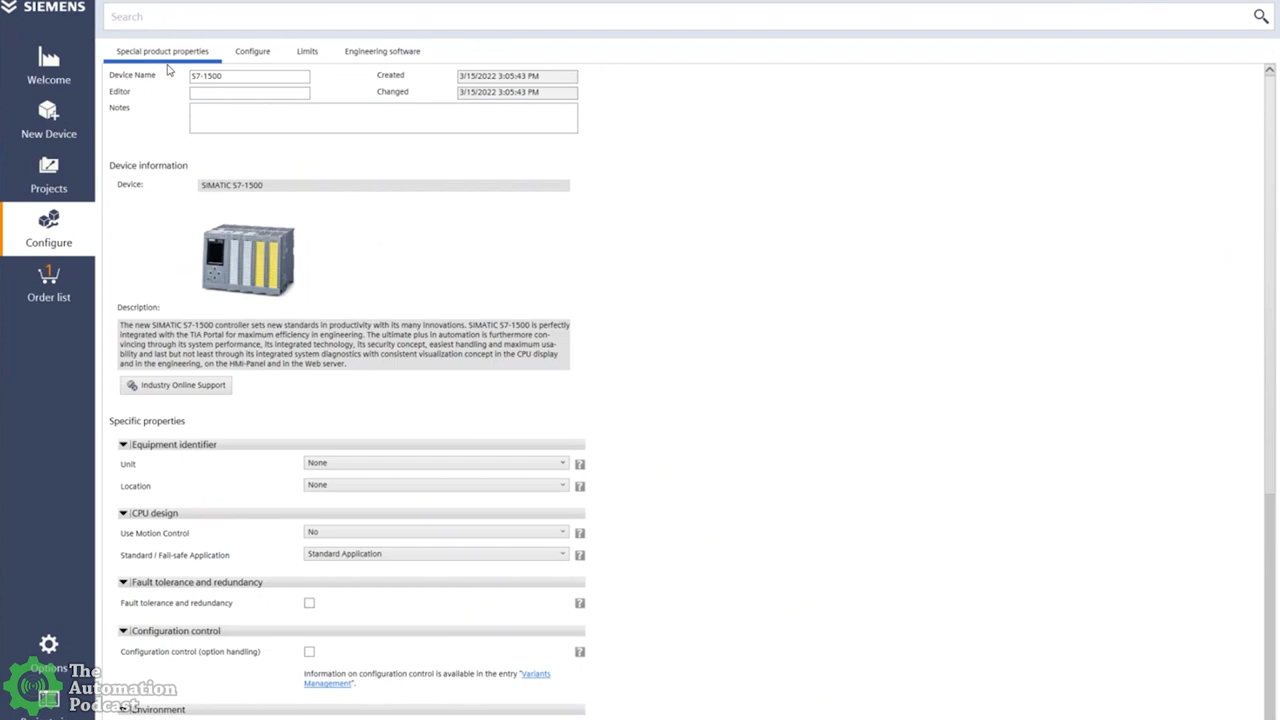 SIEMENS
Search
Welcome
New Device
Projects
Configure
1
Order list
Options
Special product properties
Configure
Limits
Engineering software
Device Name
S7-1500
Created
3/15/2022 3:05:43 PM
Editor
Changed
3/15/2022 3:05:43 PM
Notes
Device information
Device:
SIMATIC S7-1500
Description:
The new SIMATIC S7-1500 controller sets new standards in productivity with its many innovations. SIMATIC S7-1500 is perfectly
integrated with the TIA Portal for maximum efficiency in engineering. The ultimate plus in automation is furthermore con-
vincing through its system performance, its integrated technology, its security concept, easiest handling and maximum usa-
bility and last but not least through its integrated system diagnostics with consistent visualization concept in the CPU display
and in the engineering, on the HMI-Panel and in the Web server.
Industry Online Support
Specific properties
Equipment identifier
Unit
None
?
Location
None
?
CPU design
Use Motion Control
No
?
Standard / Fail-safe Application
Standard Application
?
Fault tolerance and redundancy
Fault tolerance and redundancy
?
Configuration control
Configuration control (option handling)
?
Information on configuration control is available in the entry "Variants
Management".
Environment
The
Automation
Podcast